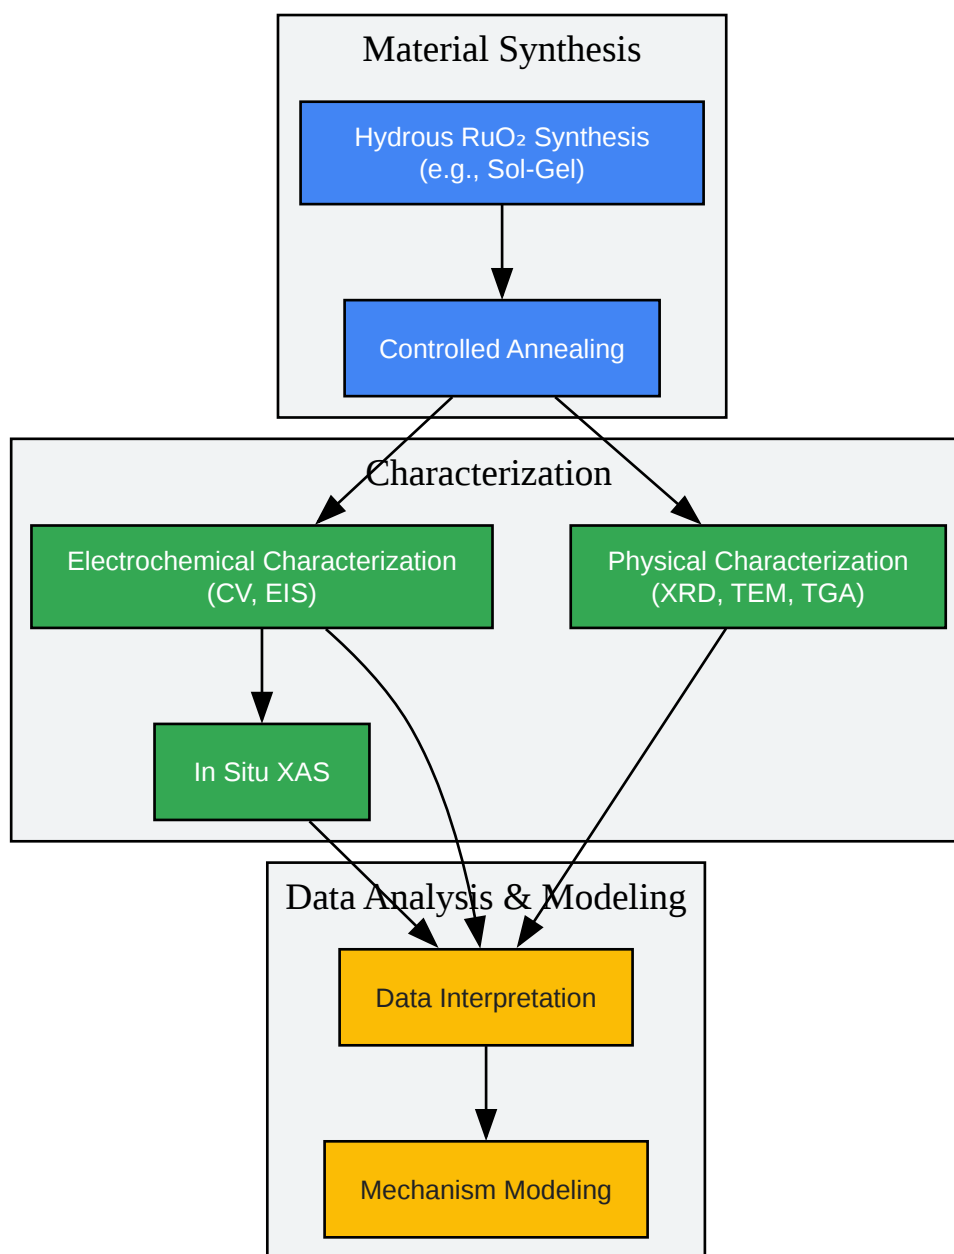 Material Synthesis
Hydrous RuO₂ Synthesis
(e.g., Sol-Gel)
Controlled Annealing
Characterization
Electrochemical Characterization
(CV, EIS)
Physical Characterization
(XRD, TEM, TGA)
In Situ XAS
Data Analysis & Modeling
Data Interpretation
Mechanism Modeling